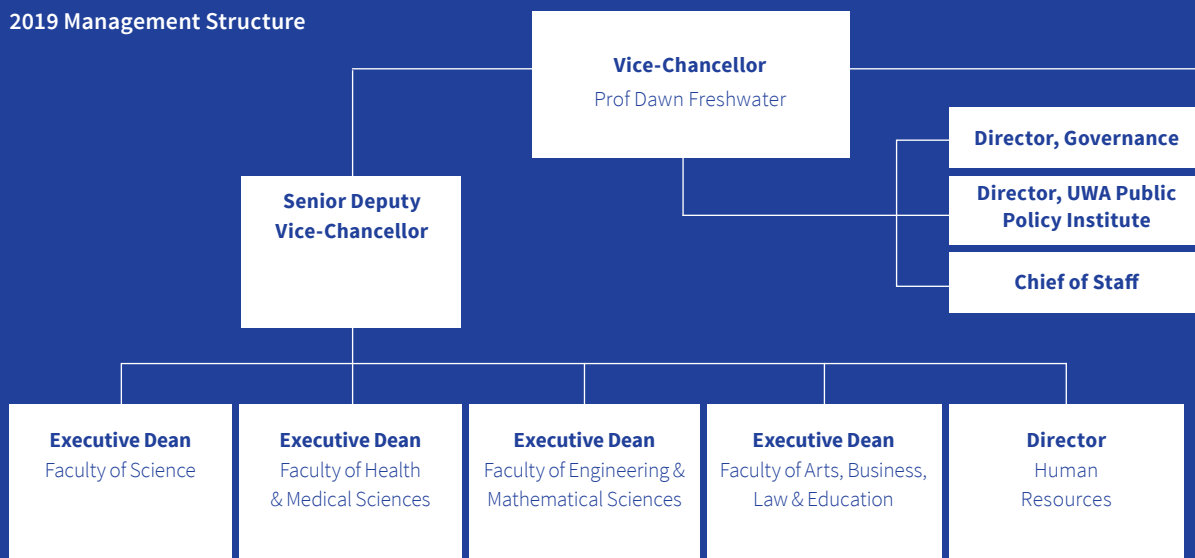 2019 Management Structure
Vice-Chancellor
Prof Dawn Freshwater
Director, Governance
Director, UWA Public
Policy Institute
Chief of Staff
Senior Deputy
Vice-Chancellor
Executive Dean
Faculty of Science
Executive Dean
Faculty of Health
& Medical Sciences
Executive Dean
Faculty of Engineering &
Mathematical Sciences
Executive Dean
Faculty of Arts, Business,
Law & Education
Director
Human
Resources